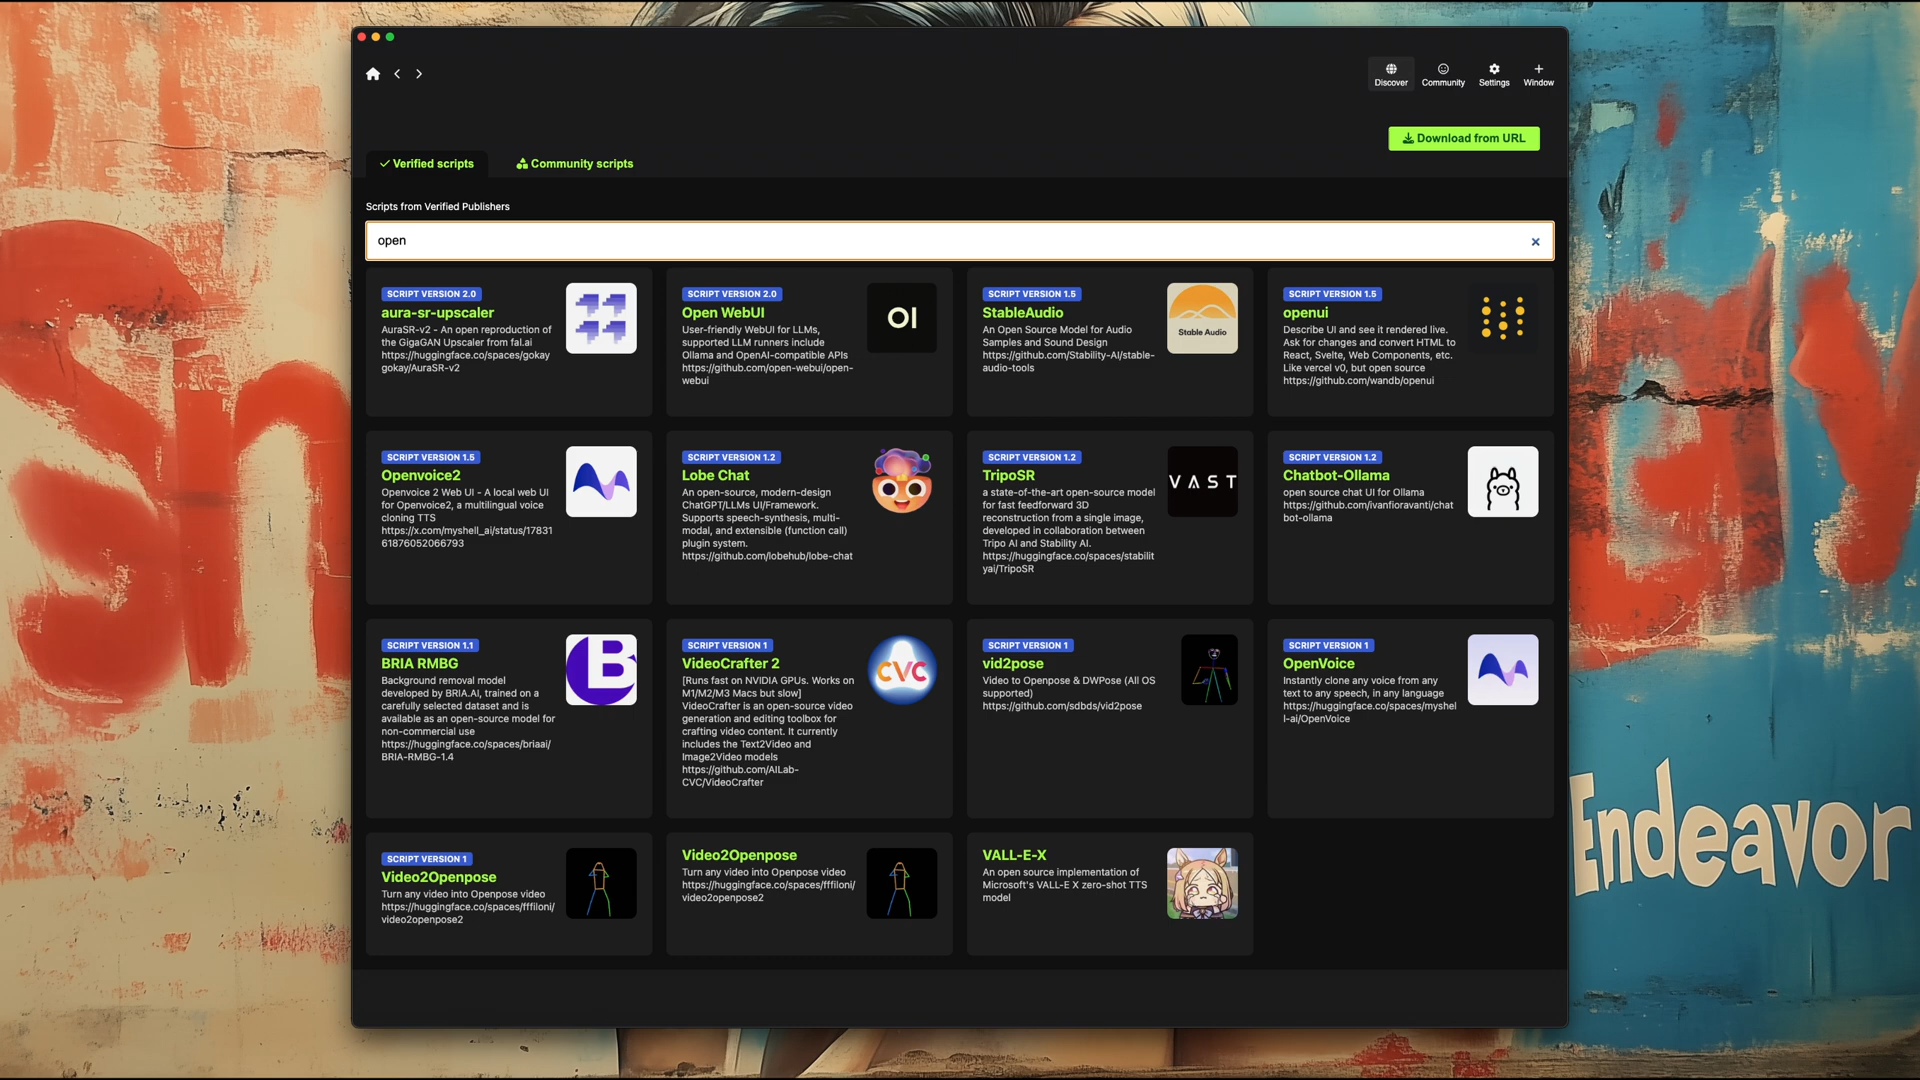 Discover
Community
Settings
Window
Download from URL
Verified scripts
Community scripts
Scripts from Verified Publishers
open
SCRIPT VERSION 2.0
aura-sr-upscaler
AuraSR-v2 - An open reproduction of
the GigaGAN Upscaler from fal.ai
https://huggingface.co/spaces/gokay
gokay/AuraSR-v2
SCRIPT VERSION 2.0
Open WebUI
User-friendly WebUI for LLMs,
supported LLM runners include
Ollama and OpenAI-compatible APIs
https://github.com/open-webui/open-
webui
OI
SCRIPT VERSION 1.5
StableAudio
An Open Source Model for Audio
Samples and Sound Design
https://github.com/Stability-AI/stable-
audio-tools
Stable Audio
SCRIPT VERSION 1.5
openui
Describe UI and see it rendered live.
Ask for changes and convert HTML to
React, Svelte, Web Components, etc.
Like vercel v0, but open source
https://github.com/wandb/openui
SCRIPT VERSION 1.5
Openvoice2
Openvoice 2 Web UI - A local web UI
for Openvoice2, a multilingual voice
cloning TTS
https://x.com/myshell_ai/status/17831
61876052066793
SCRIPT VERSION 1.2
Lobe Chat
An open-source, modern-design
ChatGPT/LLMs UI/Framework.
Supports speech-synthesis, multi-
modal, and extensible (function call)
plugin system.
https://github.com/lobehub/lobe-chat
SCRIPT VERSION 1.2
TripoSR
a state-of-the-art open-source model
for fast feedforward 3D
reconstruction from a single image,
developed in collaboration between
Tripo AI and Stability AI.
https://huggingface.co/spaces/stabilit
yai/TripoSR
VAST
SCRIPT VERSION 1.2
Chatbot-Ollama
open source chat UI for Ollama
https://github.com/ivanfioravanti/chat
bot-ollama
SCRIPT VERSION 1.1
BRIA RMBG
Background removal model
developed by BRIA.AI, trained on a
carefully selected dataset and is
available as an open-source model for
non-commercial use
https://huggingface.co/spaces/briaai/
BRIA-RMBG-1.4
B
SCRIPT VERSION 1
VideoCrafter 2
[Runs fast on NVIDIA GPUs. Works on
M1/M2/M3 Macs but slow]
VideoCrafter is an open-source video
generation and editing toolbox for
crafting video content. It currently
includes the Text2Video and
Image2Video models
https://github.com/AILab-
CVC/VideoCrafter
CVC
SCRIPT VERSION 1
vid2pose
Video to Openpose & DWPose (All OS
supported)
https://github.com/sdbds/vid2pose
SCRIPT VERSION 1
OpenVoice
Instantly clone any voice from any
text to any speech, in any language
https://huggingface.co/spaces/myshel
l-ai/OpenVoice
SCRIPT VERSION 1
Video2Openpose
Turn any video into Openpose video
https://huggingface.co/spaces/fffiloni/
video2openpose2
Video2Openpose
Turn any video into Openpose video
https://huggingface.co/spaces/fffiloni/
video2openpose2
VALL-E-X
An open source implementation of
Microsoft's VALL-E X zero-shot TTS
model
Endeavor